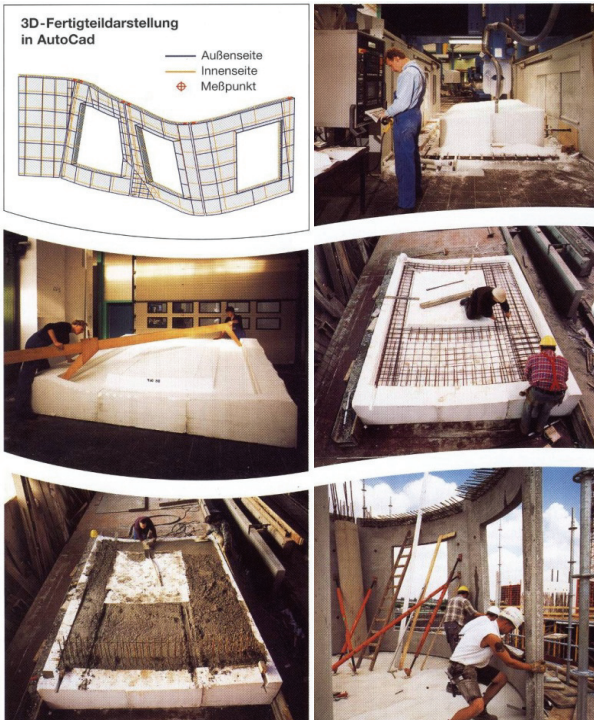 3D-Fertigteildarstellung
in AutoCad
Außenseite
Innenseite
Meßpunkt